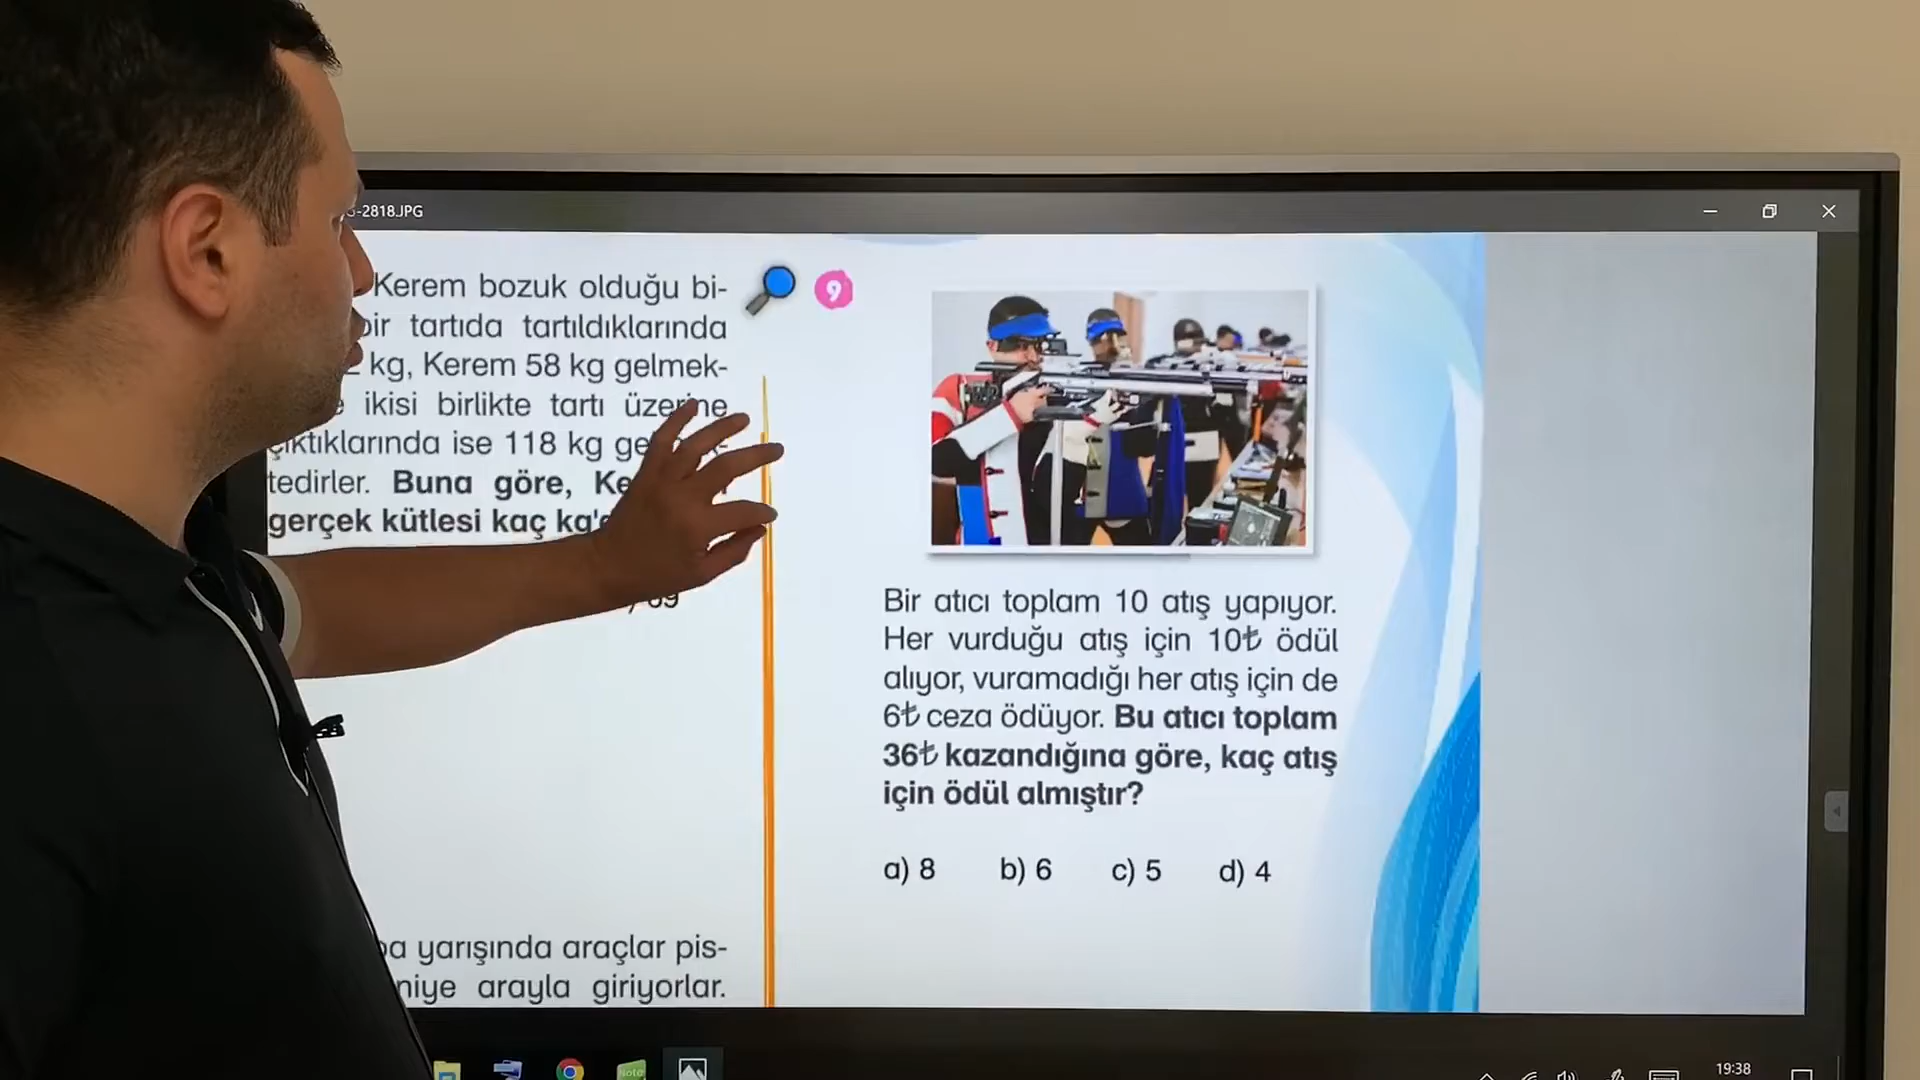 -2818.JPG
Kerem bozuk olduğu bi-
bir tartıda tartıldıklarında
kg, Kerem 58 kg gelmek-
ikisi birlikte tartı üzerine
çıktıklarında ise 118 kg
tedirler. Buna göre,
gerçek kütlesi kaç
9
Bir atıcı toplam 10 atış yapıyor.
Her vurduğu atış için 10₺ ödül
alıyor, vuramadığı her atış için de
6₺ ceza ödüyor. Bu atıcı toplam
36₺ kazandığına göre, kaç atış
için ödül almıştır?
a) 8 b) 6 c) 5 d) 4
yarışında araçlar pis-
niye arayla giriyorlar.
19:38